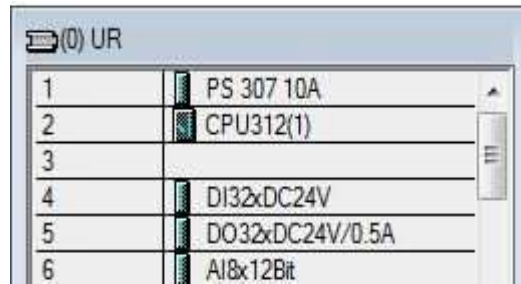 (0) UR
1 PS 307 10A
2 CPU312(1)
3
4 DI32xDC24V
5 DO32xDC24V/0.5A
6 AI8x12Bit